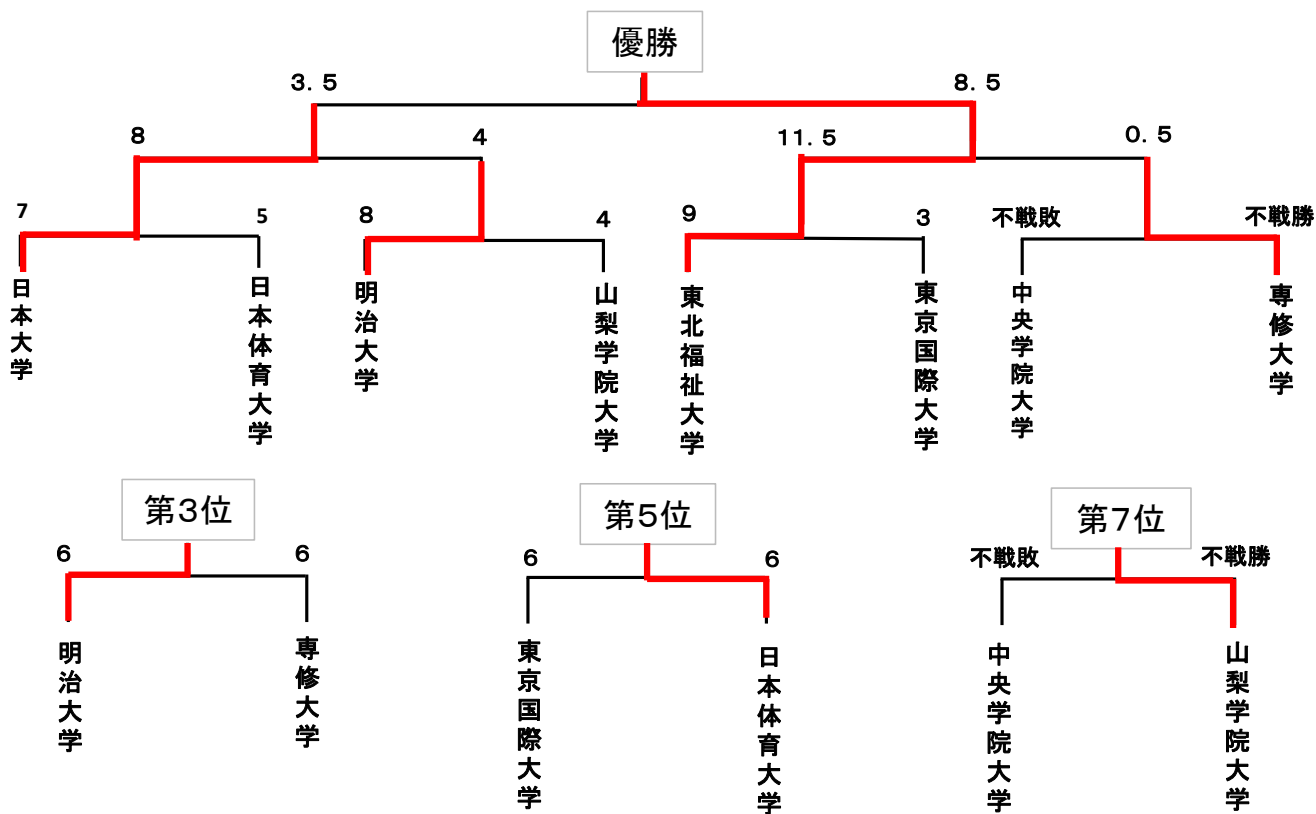 優勝
3.5
8.5
8
4
11.5
0.5
7
5
8
4
9
3
不戦敗
不戦勝
日本大学
日本体育大学
明治大学
山梨学院大学
東北福祉大学
東京国際大学
中央学院大学
専修大学
第3位
第5位
第7位
6
6
6
6
不戦敗
不戦勝
明治大学
専修大学
東京国際大学
日本体育大学
中央学院大学
山梨学院大学